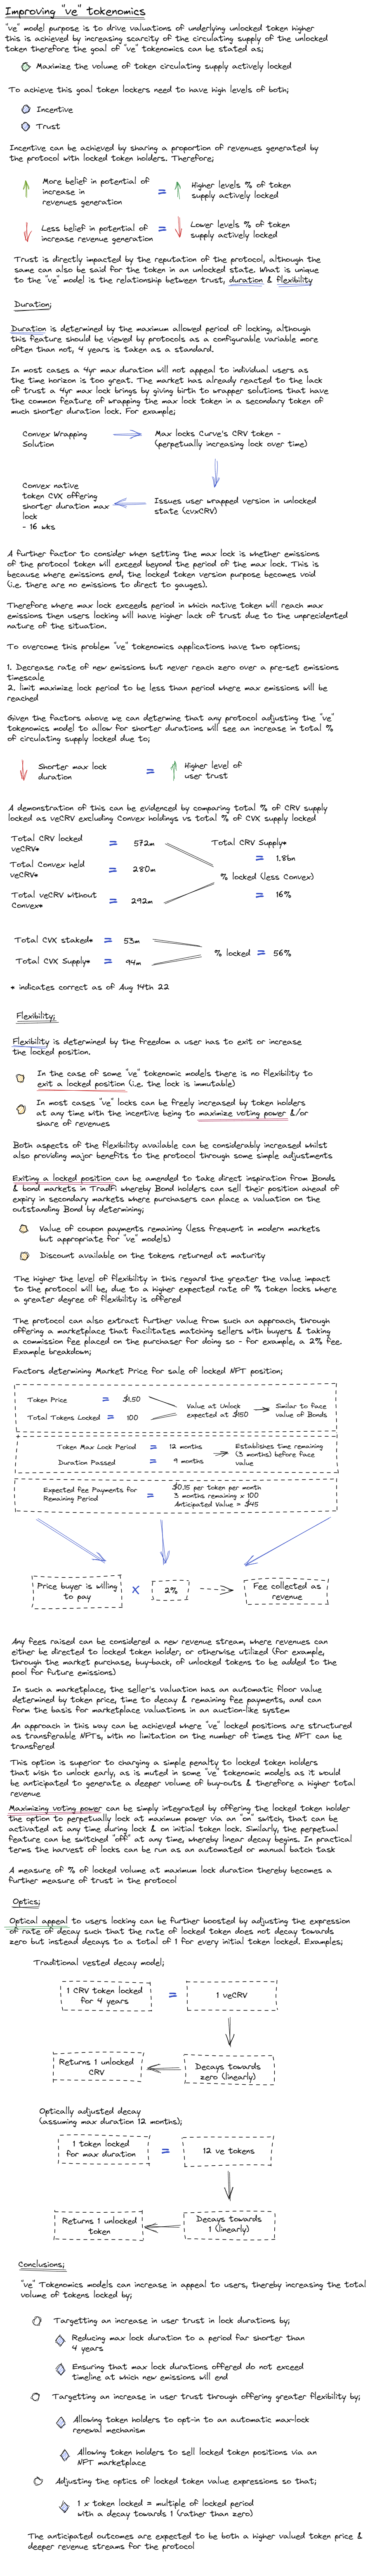 Improving "ve" tokenomics
"ve" model purpose is to drive valuations of underlying unlocked token higher
this is achieved by increasing scarcity of the circulating supply of the unlocked
token therefore the goal of "ve" tokenomics can be stated as;
Maximize the volume of token circulating supply actively locked
To achieve this goal token lockers need to have high levels of both;
Incentive
Trust
Incentive can be achieved by sharing a proportion of revenues generated by
the protocol with locked token holders. Therefore;
More belief in potential of
increase in
revenues generation
=
Higher levels % of token
supply actively locked
Less belief in potential of
increase revenue generation
=
Lower levels % of token
supply actively locked
Trust is directly impacted by the reputation of the protocol, although the
same can also be said for the token in an unlocked state. What is unique
to the "ve" model is the relationship between trust, duration & flexibility
Duration;
Duration is determined by the maximum allowed period of locking, although
this feature should be viewed by protocols as a configurable variable more
often than not, 4 years is taken as a standard.
In most cases a 4yr max duration will not appeal to individual users as
the time horizon is too great. The market has already reacted to the lack
of trust a 4yr max lock brings by giving birth to wrapper solutions that have
the common feature of wrapping the max lock token in a secondary token of
much shorter duration lock. For example;
Convex Wrapping
Solution
Max locks Curve's CRV token -
(perpetually increasing lock over time)
Convex native
token CVX offering
shorter duration max
lock
- 16 wks
Issues user wrapped version in unlocked
state (cvxCRV)
A further factor to consider when setting the max lock is whether emissions
of the protocol token will exceed beyond the period of the max lock. This is
because where emissions end, the locked token version purpose becomes void
(i.e. there are no emissions to direct to gauges).
Therefore where max lock exceeds period in which native token will reach max
emissions then users locking will have higher lack of trust due to the unprecidented
nature of the situation.
To overcome this problem "ve" tokenomics applications have two options;
1. Decrease rate of new emissions but never reach zero over a pre-set emissions
timescale
2. limit maximize lock period to be less than period where max emissions will be
reached
Given the factors above we can determine that any protocol adjusting the "ve"
tokenomics model to allow for shorter durations will see an increase in total %
of circulating supply locked due to;
Shorter max lock
duration
=
Higher level of
user trust
A demonstration of this can be evidenced by comparing total % of CRV supply
locked as veCRV excluding Convex holdings vs total % of CVX supply locked
Total CRV locked
veCRV*
=
572m
Total CRV Supply*
= 1.8bn
Total Convex held
veCRV*
=
280m
% locked (less Convex)
= 16%
Total veCRV without
Convex*
=
292m
Total CVX staked*
=
53m
% locked = 56%
Total CVX Supply*
=
94m
* indicates correct as of Aug 14th 22
Flexibility;
Flexibility is determined by the freedom a user has to exit or increase
the locked position.
In the case of some "ve" tokenomic models there is no flexibility to
exit a locked position (i.e. the lock is immutable)
In most cases "ve" locks can be freely increased by token holders
at any time with the incentive being to maximize voting power &/or
share of revenues
Both aspects of the flexibility available can be considerably increased whilst
also providing major benefits to the protocol through some simple adjustments
Exiting a locked position can be amended to take direct inspiration from Bonds
& bond markets in TradFi whereby Bond holders can sell their position ahead of
expiry in secondary markets where purchasers can place a valuation on the
outstanding Bond by determining;
Value of coupon payments remaining (less frequent in modern markets
but appropriate for "ve" models)
Discount available on the tokens returned at maturity
The higher the level of flexibility in this regard the greater the value impact
to the protocol will be, due to a higher expected rate of % token locks where
a greater degree of flexibility is offered
The protocol can also extract further value from such an approach, through
offering a marketplace that facilitates matching sellers with buyers & taking
a commission fee placed on the purchaser for doing so - for example, a 2% fee.
Example breakdown;
Factors determining Market Price for sale of locked NFT position;
Token Price
=
$1.50
Total Tokens Locked
=
100
Value at Unlock
expected at $150
Similar to face
value of Bonds
Token Max Lock Period
=
12 months
Duration Passed
=
9 months
Establishes time remaining
(3 months) before face
value
Expected fee Payments for
Remaining Period
=
$0.15 per token per month
3 months remaining x 100
Anticipated Value = $45
Price buyer is willing
to pay
x
2%
Fee collected as
revenue
Any fees raised can be considered a new revenue stream, where revenues can
either be directed to locked token holder, or otherwise utilized (for example,
through the market purchase, buy-back, of unlocked tokens to be added to the
pool for future emissions)
In such a marketplace, the seller's valuation has an automatic floor value
determined by token price, time to decay & remaining fee payments, and can
form the basis for marketplace valuations in an auction-like system
An approach in this way can be achieved where "ve" locked positions are structured
as transferable NFTs, with no limitation on the number of times the NFT can be
transfered
This option is superior to charging a simple penalty to locked token holders
that wish to unlock early, as is muted in some "ve" tokenomic models as it would
be anticipated to generate a deeper volume of buy-outs & therefore a higher total
revenue
Maximizing voting power can be simply integrated by offering the locked token holder
the option to perpetually lock at maximum power via an "on" switch, that can be
activated at any time during lock & on initial token lock. Similarly, the perpetual
feature can be switched "off" at any time, whereby linear decay begins. In practical
terms the harvest of locks can be run as an automated or manual batch task
A measure of % of locked volume at maximum lock duration thereby becomes a
further measure of trust in the protocol
Optics;
Optical appeal to users locking can be further boosted by adjusting the expression
of rate of decay such that the rate of locked token does not decay towards
zero but instead decays to a total of 1 for every initial token locked. Examples;
Traditional vested decay model;
1 CRV token locked
for 4 years
=
1 veCRV
Returns 1 unlocked
CRV
Decays towards
zero (linearly)
Optically adjusted decay
(assuming max duration 12 months);
1 token locked
for max duration
=
12 ve tokens
Returns 1 unlocked
token
Decays towards
1 (linearly)
Conclusions;
"ve" Tokenomics models can increase in appeal to users, thereby increasing the total
volume of tokens locked by;
Targetting an increase in user trust in lock durations by;
Reducing max lock duration to a period far shorter than
4 years
Ensuring that max lock durations offered do not exceed
timeline at which new emissions will end
Targetting an increase in user trust through offering greater flexibility by;
Allowing token holders to opt-in to an automatic max-lock
renewal mechanism
Allowing token holders to sell locked token positions via an
NFT marketplace
Adjusting the optics of locked token value expressions so that;
1 x token locked = multiple of locked period
with a decay towards 1 (rather than zero)
The anticipated outcomes are expected to be both a higher valued token price &
deeper revenue streams for the protocol